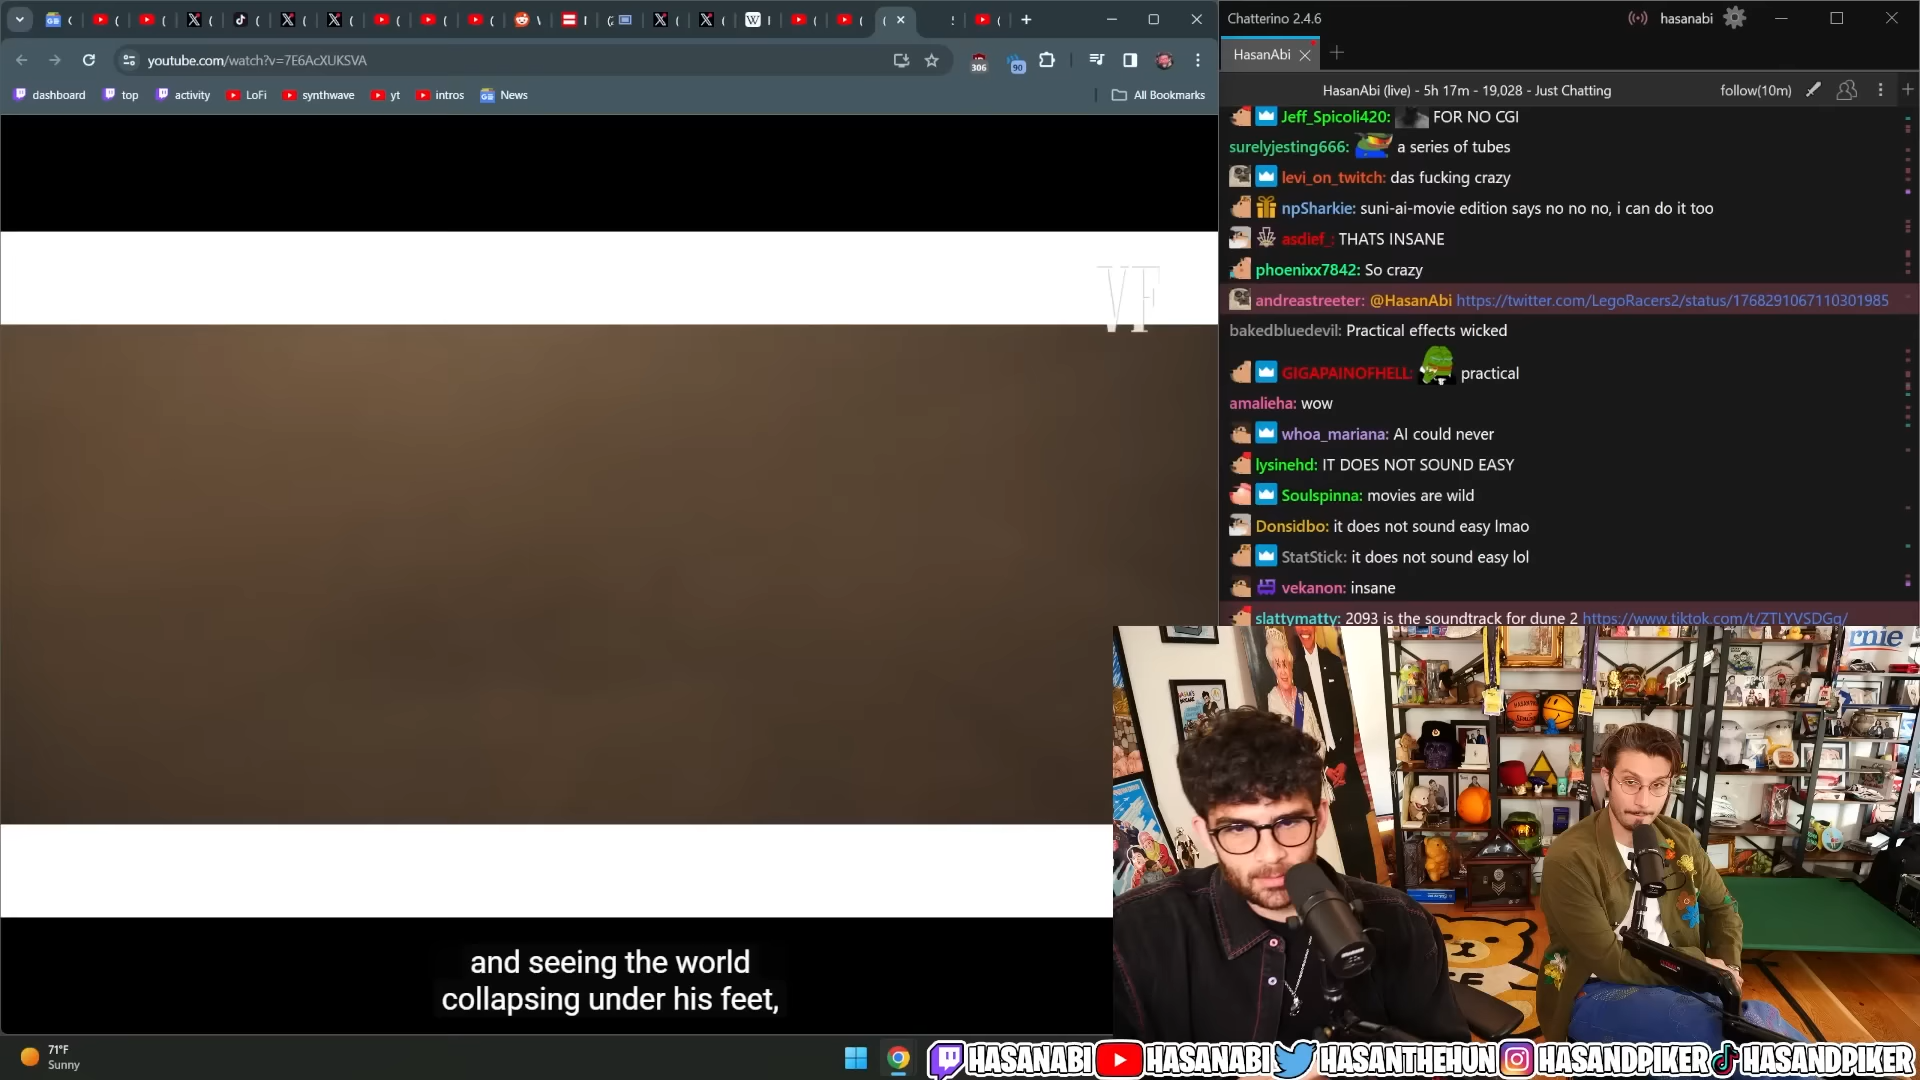 youtube.com/watch?v=7E6AcXUKSVA
306
90
dashboard
top
activity
LoFi
synthwave
yt
intros
News
All Bookmarks
VF
and seeing the world
collapsing under his feet,
71°F
Sunny
Chatterino 2.4.6
hasanabi
HasanAbi
HasanAbi (live) - 5h 17m - 19,028 - Just Chatting
follow(10m)
Jeff_Spicoli420: FOR NO CGI
surelyjesting666: a series of tubes
levi_on_twitch: das fucking crazy
npSharkie: suni-ai-movie edition says no no no, i can do it too
asdief_: THATS INSANE
phoenixx7842: So crazy
andreastreeter: @HasanAbi https://twitter.com/LegoRacers2/status/1768291067110301985
bakedbluedevil: Practical effects wicked
GIGAPAINOFHELL: practical
amalieha: wow
whoa_mariana: AI could never
lysinehd: IT DOES NOT SOUND EASY
Soulspinna: movies are wild
Donsidbo: it does not sound easy lmao
StatStick: it does not sound easy lol
vekanon: insane
slattymatty: 2093 is the soundtrack for dune 2 https://www.tiktok.com/t/ZTLYVSDGq/
rnie
HASANABI
HASANABI
HASANTHEHUN
HASANDPIKER
HASANDPIKER